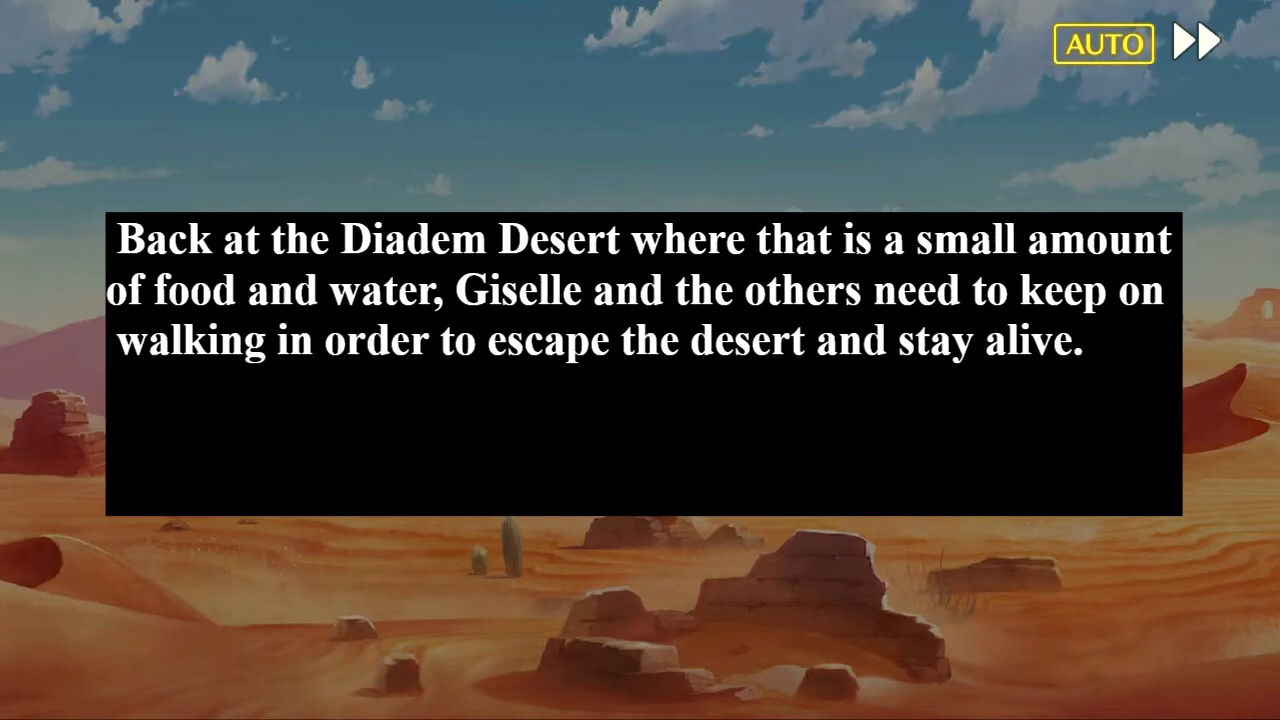 AUTO
Back at the Diadem Desert where that is a small amount
of food and water, Giselle and the others need to keep on
walking in order to escape the desert and stay alive.